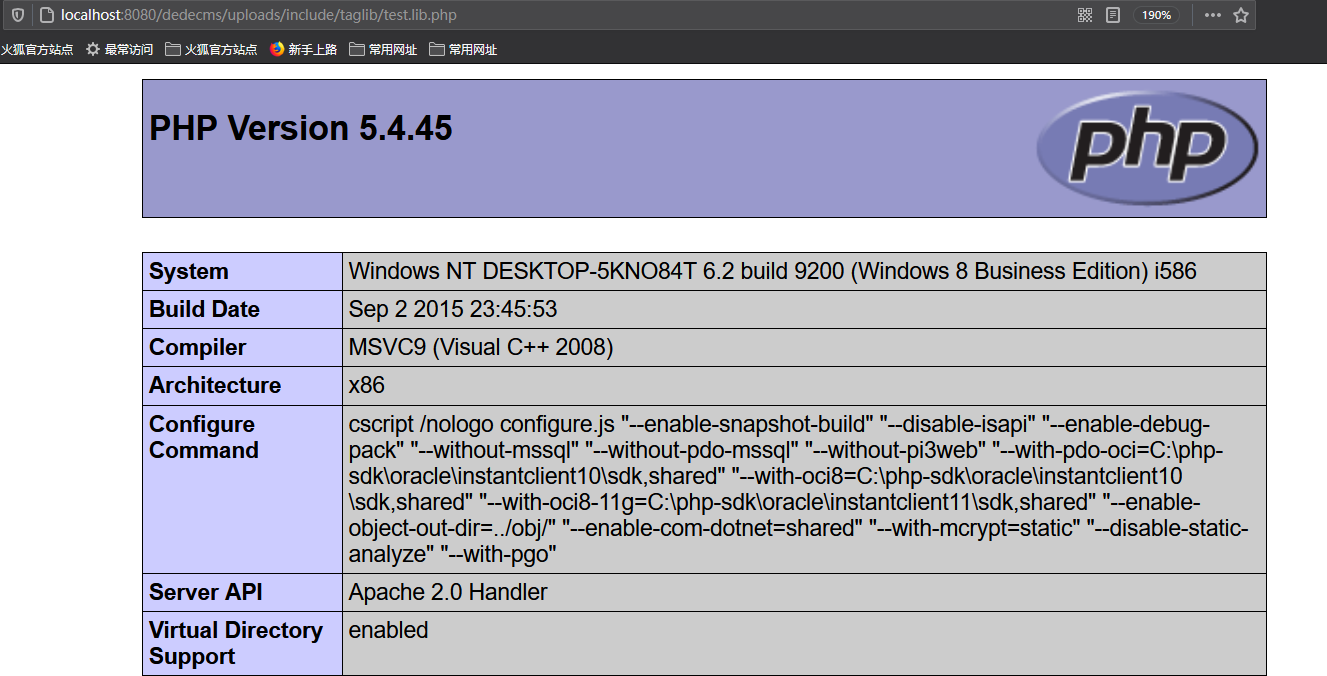 localhost:8080/dedecms/uploads/include/taglib/test.lib.php 190%
火狐官方站点 最常访问 火狐官方站点 新手上路 常用网址 常用网址
PHP Version 5.4.45
php
System Windows NT DESKTOP-5KNO84T 6.2 build 9200 (Windows 8 Business Edition) i586
Build Date Sep 2 2015 23:45:53
Compiler MSVC9 (Visual C++ 2008)
Architecture x86
Configure Command
cscript /nologo configure.js "--enable-snapshot-build" "--disable-isapi" "--enable-debug-
pack" "--without-mssql" "--without-pdo-mssql" "--without-pi3web" "--with-pdo-oci=C:\php-
sdk\oracle\instantclient10\sdk,shared" "--with-oci8=C:\php-sdk\oracle\instantclient10
\sdk,shared" "--with-oci8-11g=C:\php-sdk\oracle\instantclient11\sdk,shared" "--enable-
object-out-dir=../obj/" "--enable-com-dotnet=shared" "--with-mcrypt=static" "--disable-static-
analyze" "--with-pgo"
Server API Apache 2.0 Handler
Virtual Directory Support enabled